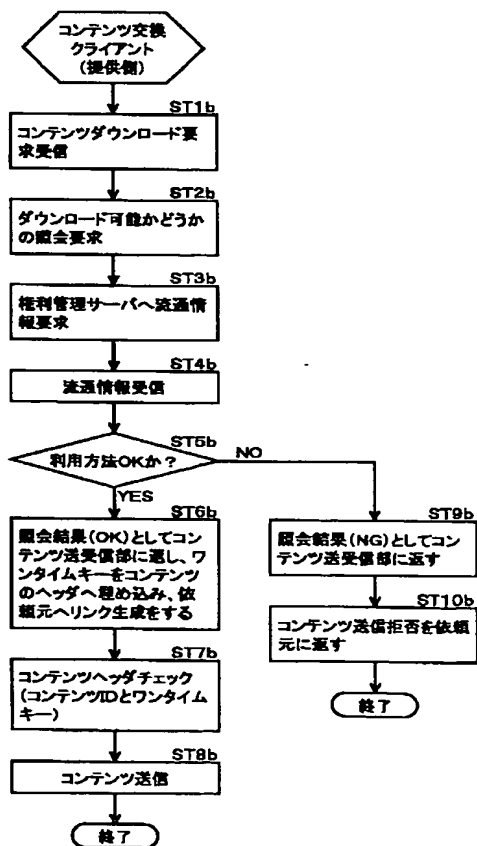 コンテンツ交換
クライアント
(提供側)
ST1b
コンテンツダウンロード要
求受信
ST2b
ダウンロード可能かどうか
の照会要求
ST3b
権利管理サーバへ流通情
報要求
ST4b
流通情報受信
ST5b
利用方法OKか?
NO
YES
ST6b
照会結果(OK)としてコン
テンツ送受信部に返し、ワ
ンタイムキーをコンテンツ
のヘッダへ埋め込み、依
頼元へリンク生成をする
ST7b
コンテンツヘッダチェック
(コンテンツIDとワンタイム
キー)
ST8b
コンテンツ送信
終了
ST9b
照会結果(NG)としてコン
テンツ送受信部に返す
ST10b
コンテンツ送信拒否を依頼
元に返す
終了